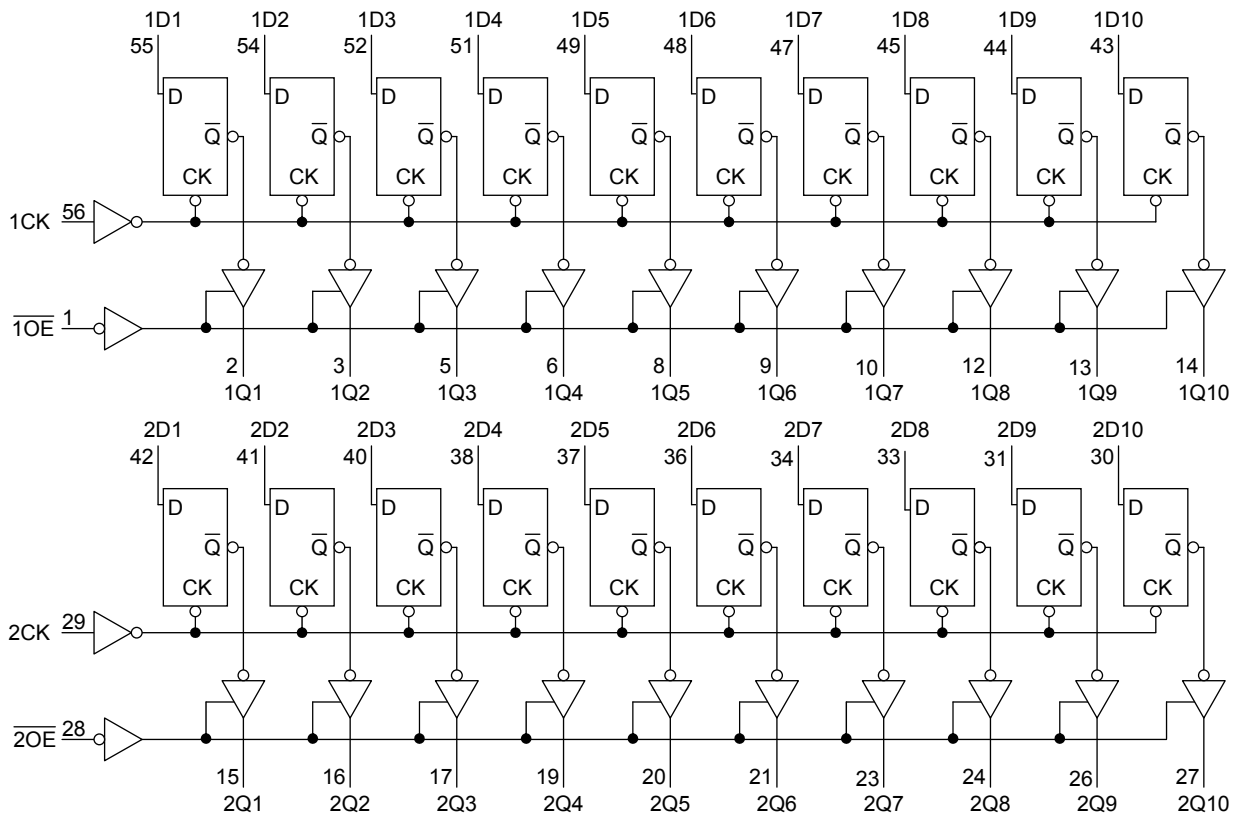 1D1 1D2 1D3 1D4 1D5 1D6 1D7 1D8 1D9 1D10
55 54 52 51 49 48 47 45 44 43
D D D D D D D D D D
Q̅ Q̅ Q̅ Q̅ Q̅ Q̅ Q̅ Q̅ Q̅ Q̅
CK CK CK CK CK CK CK CK CK CK
1CK 56
1̅O̅E̅ 1
2 3 5 6 8 9 10 12 13 14
1Q1 1Q2 1Q3 1Q4 1Q5 1Q6 1Q7 1Q8 1Q9 1Q10
2D1 2D2 2D3 2D4 2D5 2D6 2D7 2D8 2D9 2D10
42 41 40 38 37 36 34 33 31 30
D D D D D D D D D D
Q̅ Q̅ Q̅ Q̅ Q̅ Q̅ Q̅ Q̅ Q̅ Q̅
CK CK CK CK CK CK CK CK CK CK
2CK 29
2̅O̅E̅ 28
15 16 17 19 20 21 23 24 26 27
2Q1 2Q2 2Q3 2Q4 2Q5 2Q6 2Q7 2Q8 2Q9 2Q10